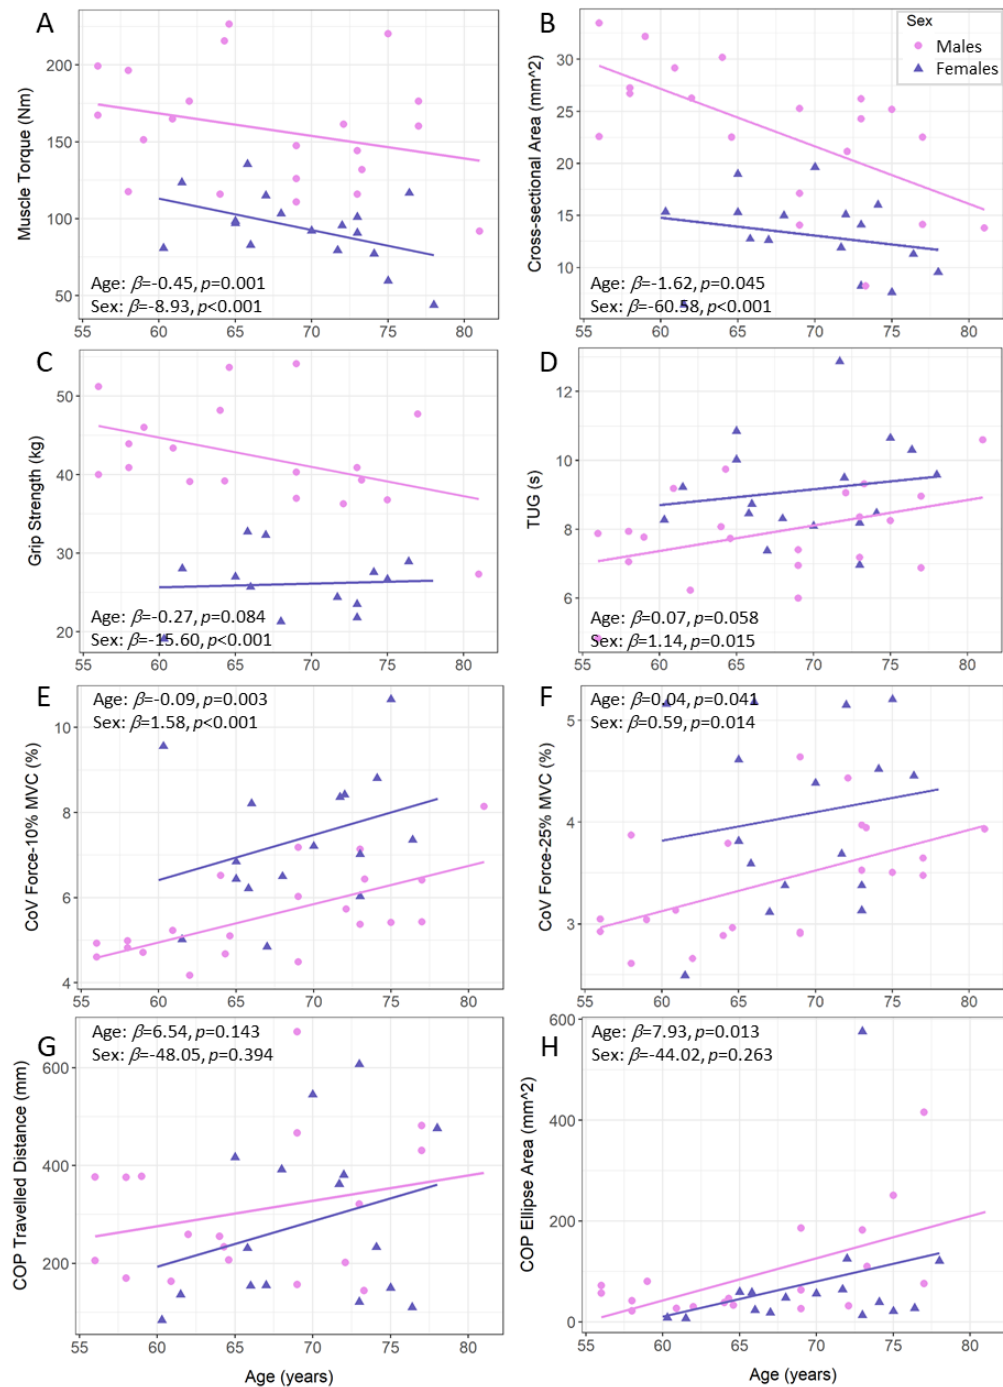 A
B
Sex
Males
Females
Muscle Torque (Nm)
200
150
100
50
Age: β=-0.45, p=0.001
Sex: β=-8.93, p<0.001
55 60 65 70 75 80
Cross-sectional Area (mm^2)
30
25
20
15
10
Age: β=-1.62, p=0.045
Sex: β=-60.58, p<0.001
55 60 65 70 75 80
C
D
Grip Strength (kg)
50
40
30
20
Age: β=-0.27, p=0.084
Sex: β=-15.60, p<0.001
55 60 65 70 75 80
TUG (s)
12
10
8
6
Age: β=0.07, p=0.058
Sex: β=1.14, p=0.015
55 60 65 70 75 80
E
F
Age: β=-0.09, p=0.003
Sex: β=1.58, p<0.001
CoV Force-10% MVC (%)
10
8
6
4
55 60 65 70 75 80
Age: β=0.04, p=0.041
Sex: β=0.59, p=0.014
CoV Force-25% MVC (%)
5
4
3
55 60 65 70 75 80
G
H
Age: β=6.54, p=0.143
Sex: β=-48.05, p=0.394
COP Travelled Distance (mm)
600
400
200
55 60 65 70 75 80
Age (years)
Age: β=7.93, p=0.013
Sex: β=-44.02, p=0.263
COP Ellipse Area (mm^2)
600
400
200
0
55 60 65 70 75 80
Age (years)